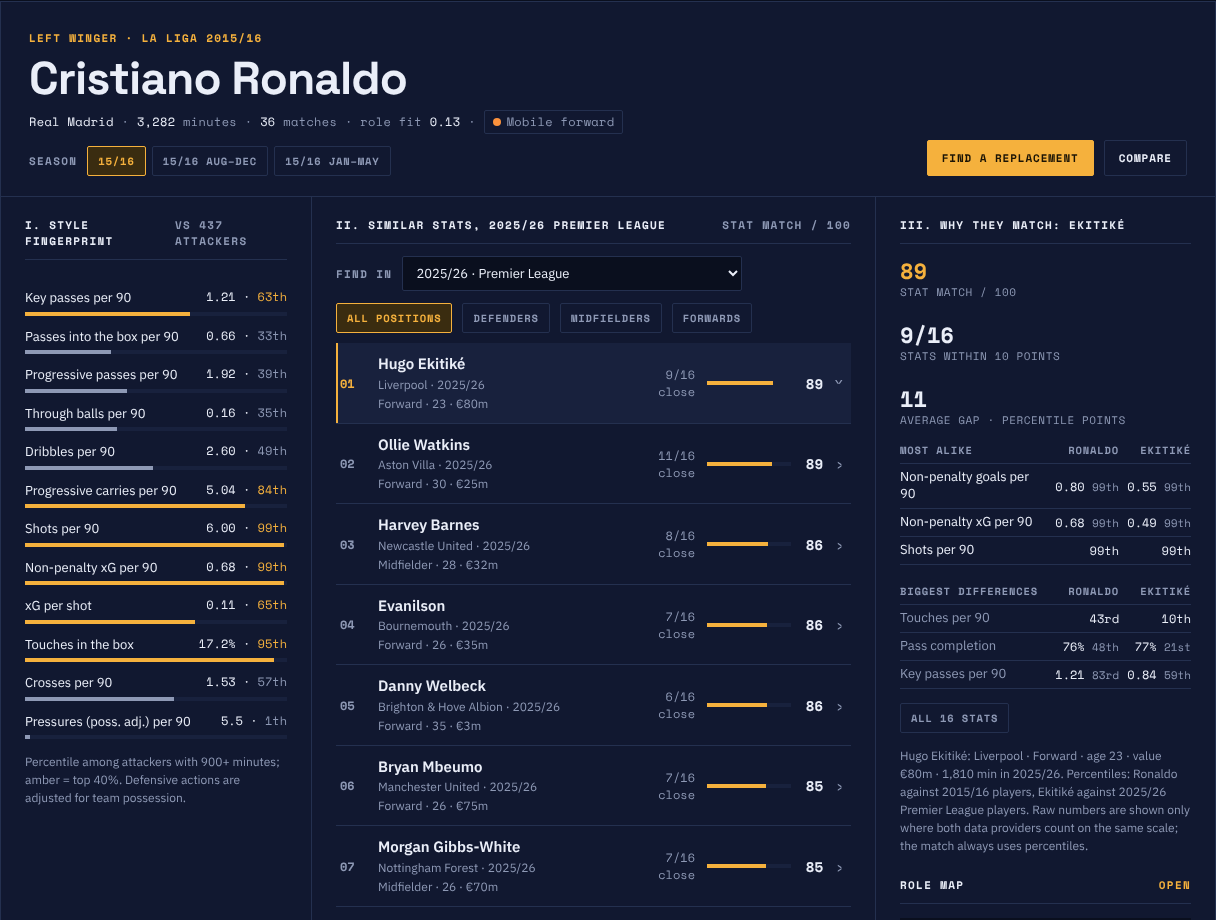 LEFT WINGER · LA LIGA 2015/16
Cristiano Ronaldo
Real Madrid · 3,282 minutes · 36 matches · role fit 0.13 · Mobile forward
SEASON 15/16 15/16 AUG–DEC 15/16 JAN–MAY
FIND A REPLACEMENT COMPARE
I. STYLE FINGERPRINT
VS 437 ATTACKERS
Key passes per 90 1.21 · 63th
Passes into the box per 90 0.66 · 33th
Progressive passes per 90 1.92 · 39th
Through balls per 90 0.16 · 35th
Dribbles per 90 2.60 · 49th
Progressive carries per 90 5.04 · 84th
Shots per 90 6.00 · 99th
Non-penalty xG per 90 0.68 · 99th
xG per shot 0.11 · 65th
Touches in the box 17.2% · 95th
Crosses per 90 1.53 · 57th
Pressures (poss. adj.) per 90 5.5 · 1th
Percentile among attackers with 900+ minutes;
amber = top 40%. Defensive actions are
adjusted for team possession.
II. SIMILAR STATS, 2025/26 PREMIER LEAGUE STAT MATCH / 100
FIND IN 2025/26 · Premier League
ALL POSITIONS DEFENDERS MIDFIELDERS FORWARDS
01 Hugo Ekitiké
Liverpool · 2025/26
Forward · 23 · €80m
9/16 close 89
02 Ollie Watkins
Aston Villa · 2025/26
Forward · 30 · €25m
11/16 close 89
03 Harvey Barnes
Newcastle United · 2025/26
Midfielder · 28 · €32m
8/16 close 86
04 Evanilson
Bournemouth · 2025/26
Forward · 26 · €35m
7/16 close 86
05 Danny Welbeck
Brighton & Hove Albion · 2025/26
Forward · 35 · €3m
6/16 close 86
06 Bryan Mbeumo
Manchester United · 2025/26
Forward · 26 · €75m
7/16 close 85
07 Morgan Gibbs-White
Nottingham Forest · 2025/26
Midfielder · 26 · €70m
7/16 close 85
III. WHY THEY MATCH: EKITIKÉ
89
STAT MATCH / 100
9/16
STATS WITHIN 10 POINTS
11
AVERAGE GAP · PERCENTILE POINTS
MOST ALIKE RONALDO EKITIKÉ
Non-penalty goals per 90 0.80 99th 0.55 99th
Non-penalty xG per 90 0.68 99th 0.49 99th
Shots per 90 99th 99th
BIGGEST DIFFERENCES RONALDO EKITIKÉ
Touches per 90 43rd 10th
Pass completion 76% 48th 77% 21st
Key passes per 90 1.21 83rd 0.84 59th
ALL 16 STATS
Hugo Ekitiké: Liverpool · Forward · age 23 · value
€80m · 1,810 min in 2025/26. Percentiles: Ronaldo
against 2015/16 players, Ekitiké against 2025/26
Premier League players. Raw numbers are shown only
where both data providers count on the same scale;
the match always uses percentiles.
ROLE MAP OPEN